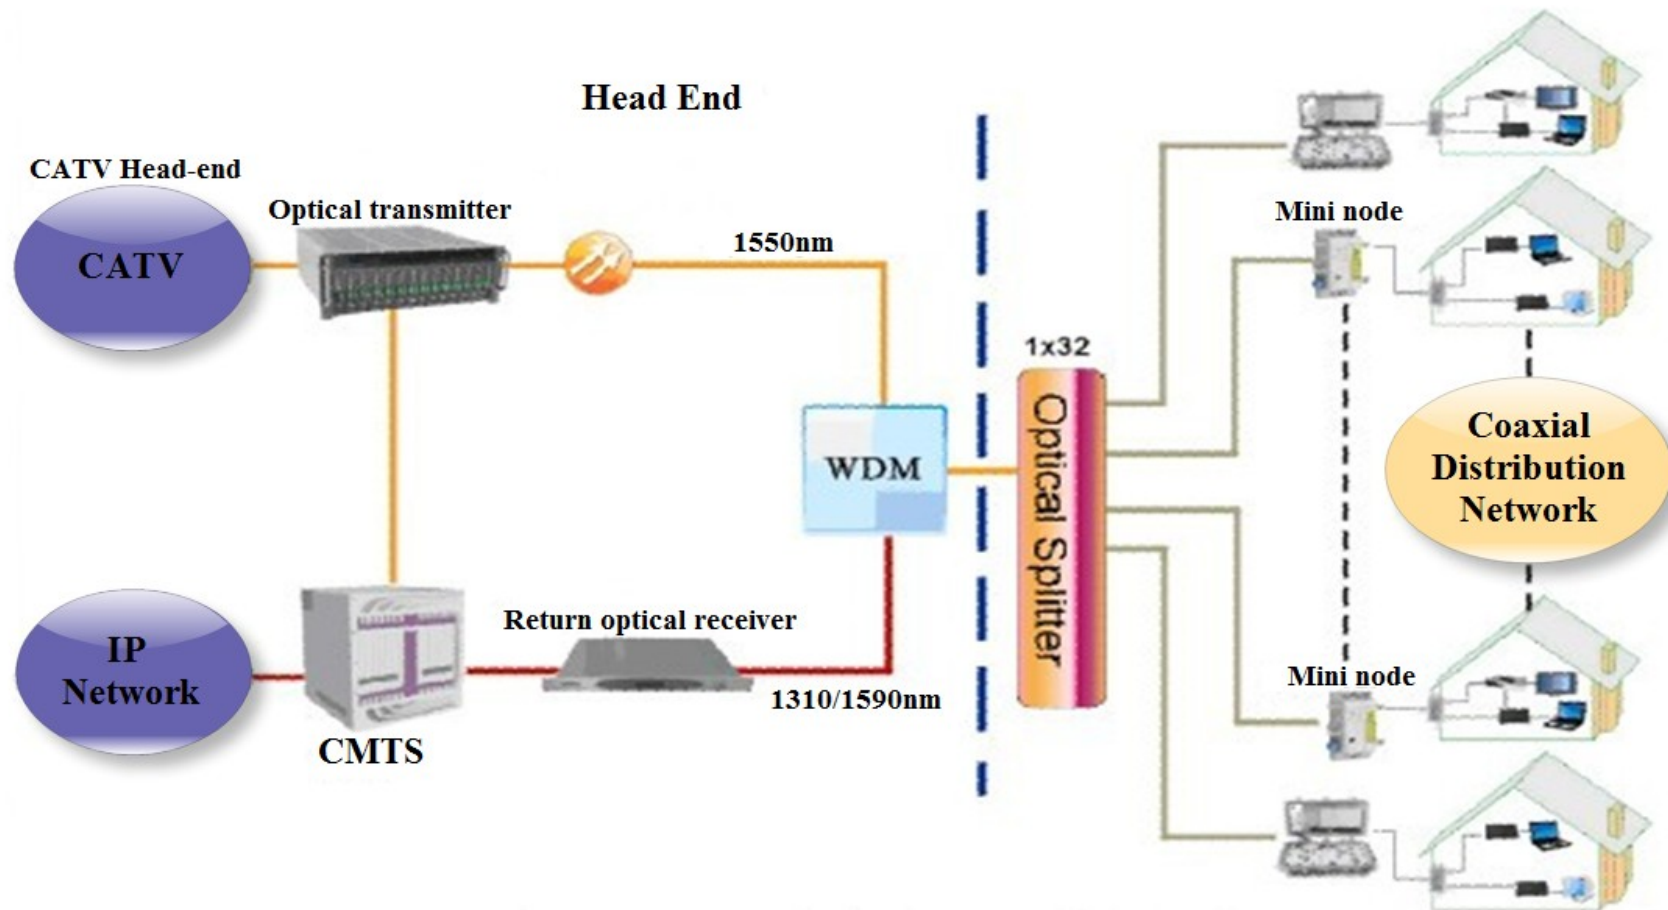 Head End
CATV Head-end
CATV
Optical transmitter
1550nm
Mini node
1x32
Optical Splitter
WDM
Coaxial
Distribution
Network
IP
Network
CMTS
Return optical receiver
1310/1590nm
Mini node